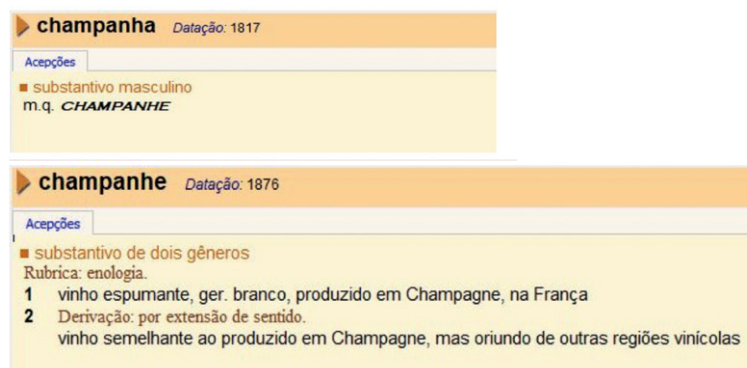 champanha Datação: 1817
Acepções
■ substantivo masculino
m.q. CHAMPANHE
champanhe Datação: 1876
Acepções
■ substantivo de dois gêneros
Rubrica: enologia.
1 vinho espumante, ger. branco, produzido em Champagne, na França
2 Derivação: por extensão de sentido.
vinho semelhante ao produzido em Champagne, mas oriundo de outras regiões vinícolas